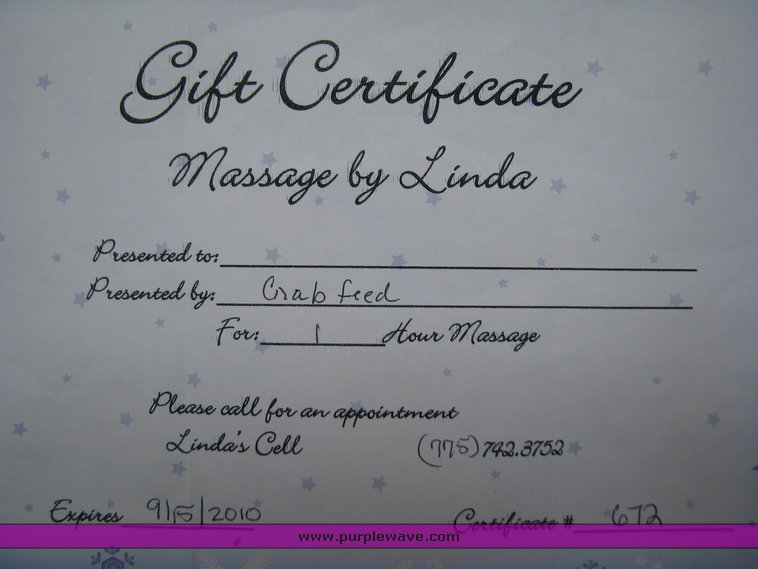 Gift Certificate
Massage by Linda
Presented to:
Presented by: Crab feed
For: 1 Hour Massage
Please call for an appointment
Linda's Cell (775) 742.3752
Expires 9/15/2010 Certificate # 672
www.purplewave.com